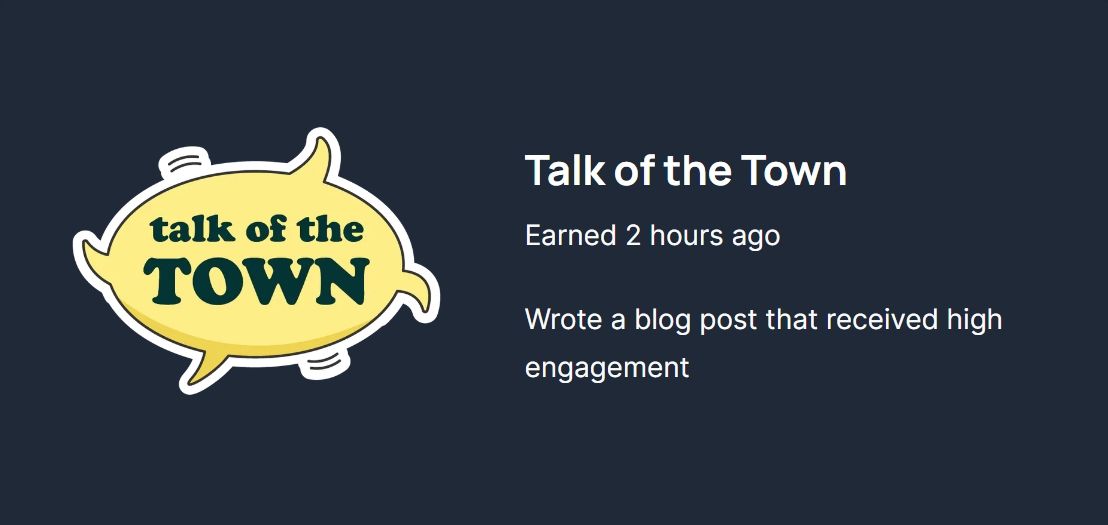 talk of the
TOWN
Talk of the Town
Earned 2 hours ago
Wrote a blog post that received high
engagement